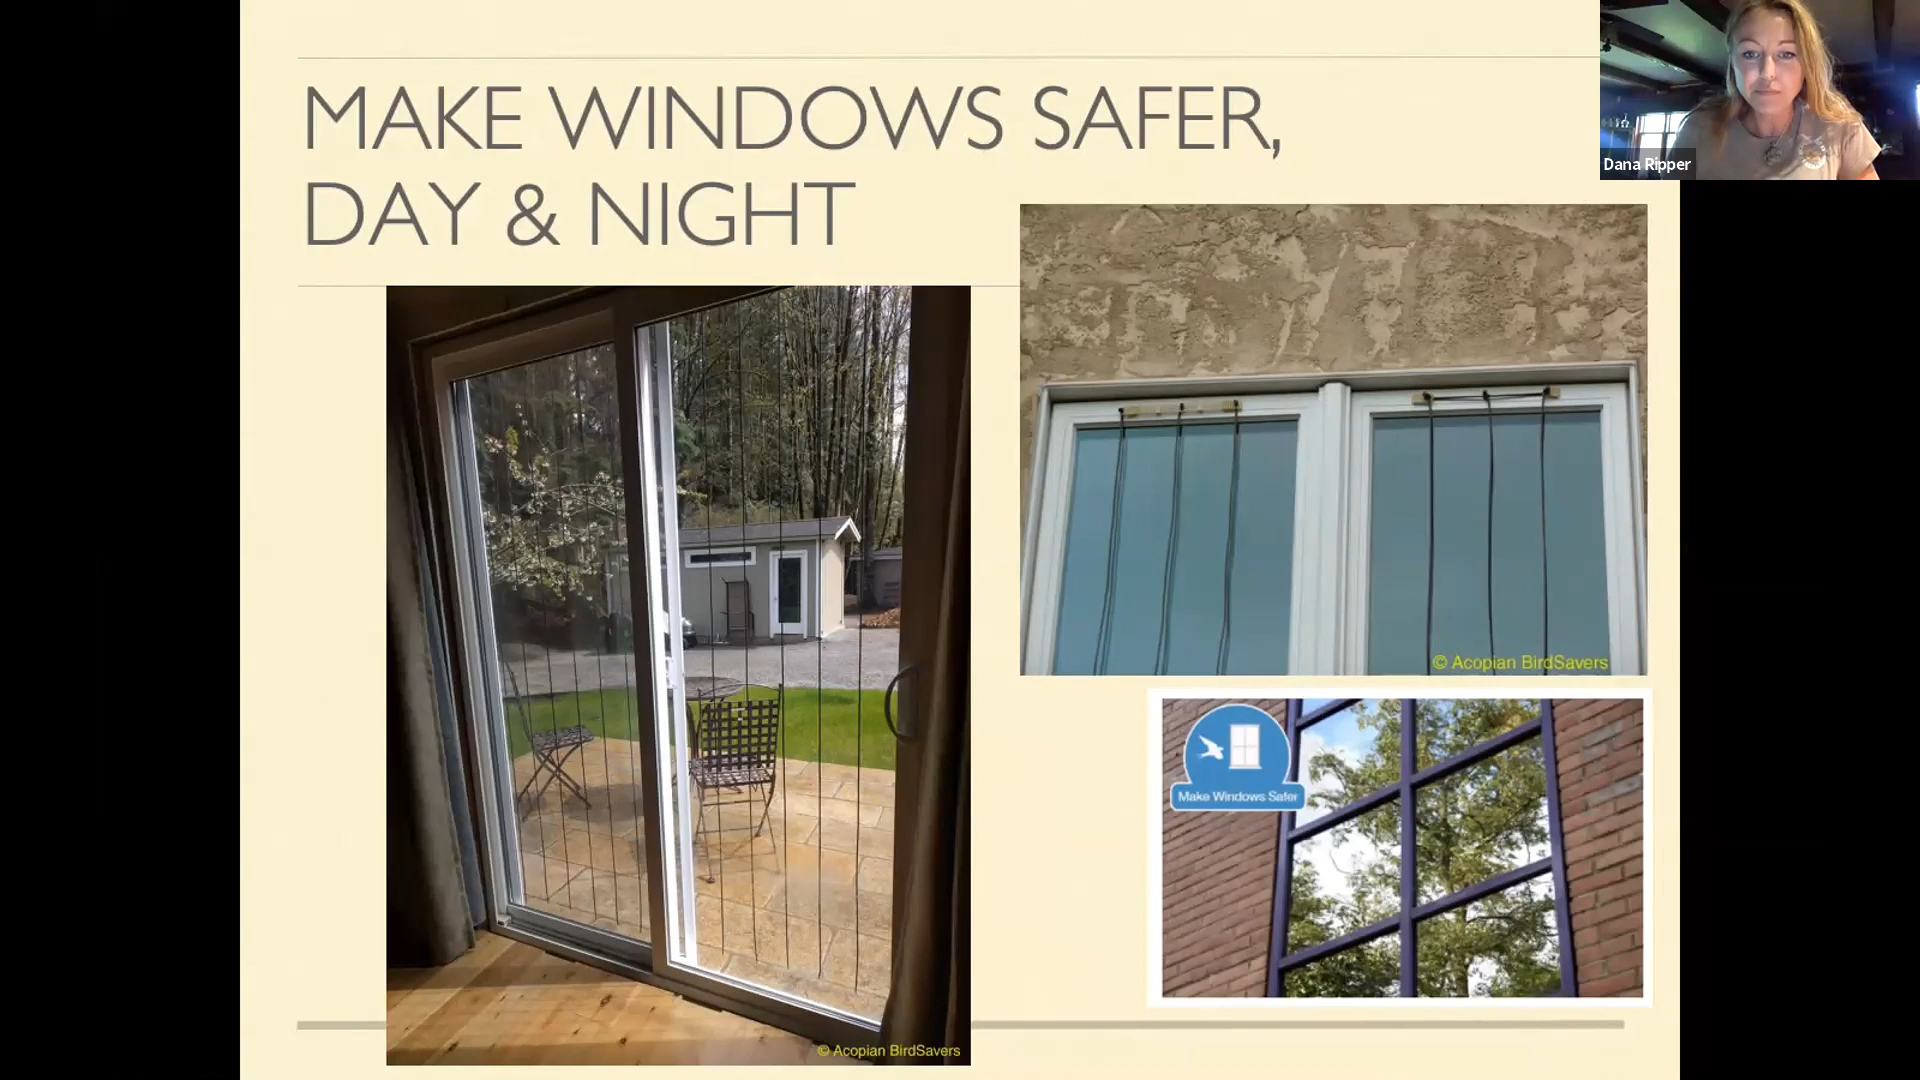 MAKE WINDOWS SAFER,
DAY & NIGHT
Dana Ripper
© Acopian BirdSavers
Make Windows Safer
© Acopian BirdSavers